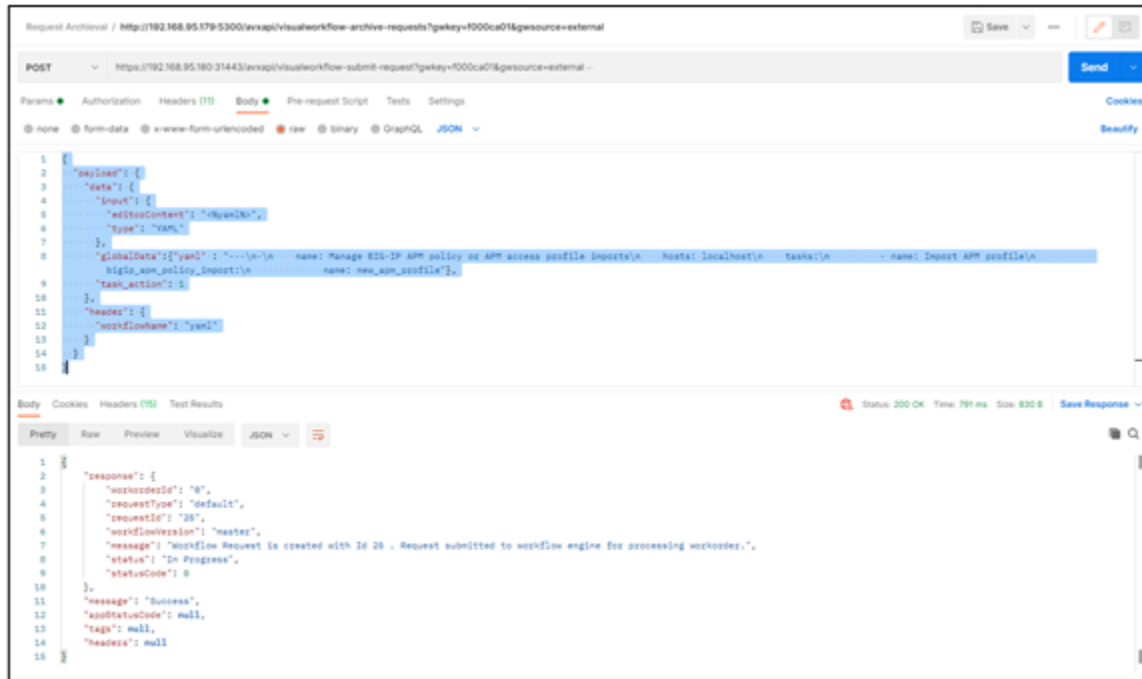 Request Archieval / http://192.168.95.179:5300/avxapi/visualworkflow-archive-requests?gwkey=f000ca01&gwsource=external
Save
POST https://192.168.95.180:31443/avxapi/visualworkflow-submit-request?gwkey=f000ca01&gwsource=external
Send
Params Authorization Headers (11) Body Pre-request Script Tests Settings Cookies
none form-data x-www-form-urlencoded raw binary GraphQL JSON Beautify
1 {
2 "payload": {
3 "data": {
4 "input": {
5 "editorContent": "<%yaml%>",
6 "type": "YAML"
7 },
8 "globalData":{"yaml" : "---\n-\n name: Manage BIG-IP APM policy or APM access profile imports\n hosts: localhost\n tasks:\n - name: Import APM profile\n
bigip_apm_policy_import:\n name: new_apm_profile"},
9 "task_action": 1
10 },
11 "header": {
12 "workflowName": "yaml"
13 }
14 }
15 }
Body Cookies Headers (15) Test Results Status: 200 OK Time: 791 ms Size: 830 B Save Response
Pretty Raw Preview Visualize JSON
1 {
2 "response": {
3 "workorderId": "0",
4 "requestType": "default",
5 "requestId": "25",
6 "workflowVersion": "master",
7 "message": "Workflow Request is created with Id 25 . Request submitted to workflow engine for processing workorder.",
8 "status": "In Progress",
9 "statusCode": 0
10 },
11 "message": "Success",
12 "appStatusCode": null,
13 "tags": null,
14 "headers": null
15 }